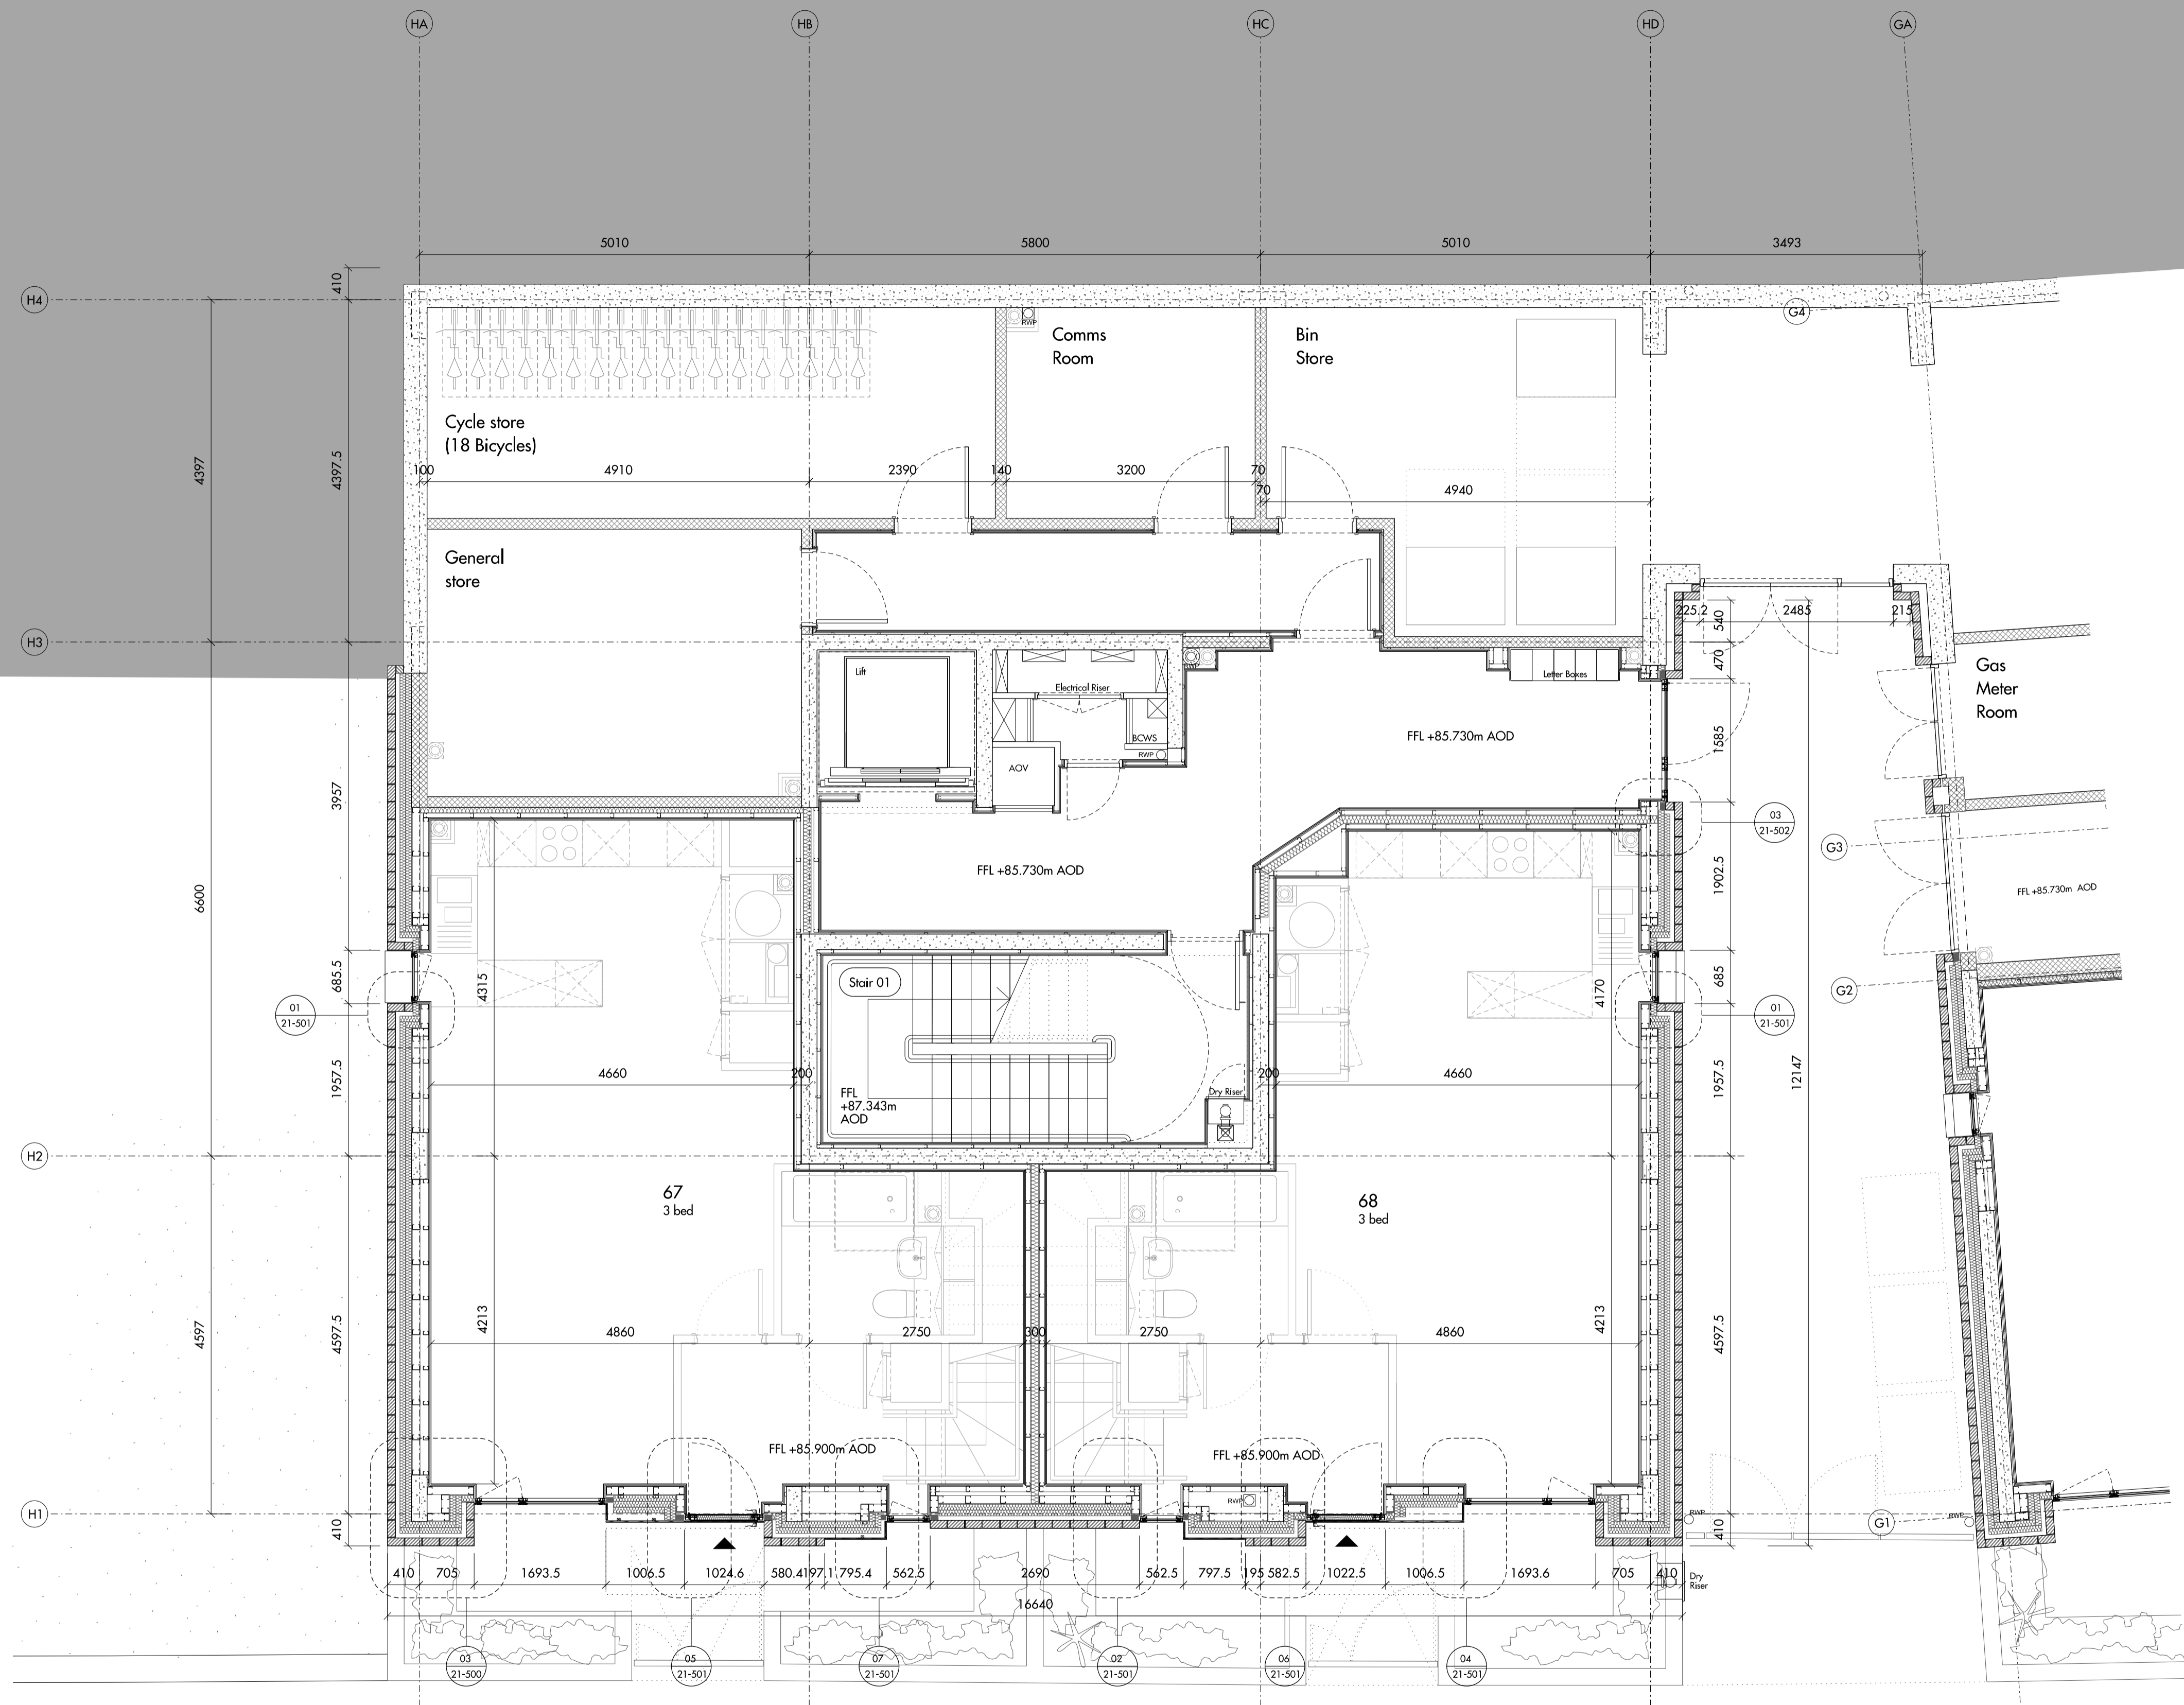 HA
HB
HC
HD
GA
5010
5800
5010
3493
410
H4
G4
RWP
Comms
Room
Bin
Store
Cycle store
(18 Bicycles)
4397
4397.5
100
4910
2390
140
3200
70
70
4940
General
store
225.2
2485
215
540
H3
470
Gas
Meter
Room
RWP
Lift
Electrical Riser
Letter Boxes
BCWS
RWP
AOV
FFL +85.730m AOD
1585
3957
03
21-502
G3
FFL +85.730m AOD
1902.5
FFL +85.730m AOD
6600
685.5
4315
Stair 01
4170
685
G2
01
21-501
01
21-501
1957.5
4660
200
FFL
+87.343m
AOD
Dry Riser
200
4660
1957.5
12147
H2
67
3 bed
68
3 bed
4597
4597.5
4213
4860
2750
300
2750
4860
4213
4597.5
FFL +85.900m AOD
FFL +85.900m AOD
H1
RWP
RWP
RWP
G1
410
410
410
705
1693.5
1006.5
1024.6
580.4
197.1
795.4
562.5
2690
562.5
797.5
195
582.5
1022.5
1006.5
1693.6
705
410
Dry
Riser
16640
03
21-500
05
21-501
07
21-501
02
21-501
06
21-501
04
21-501